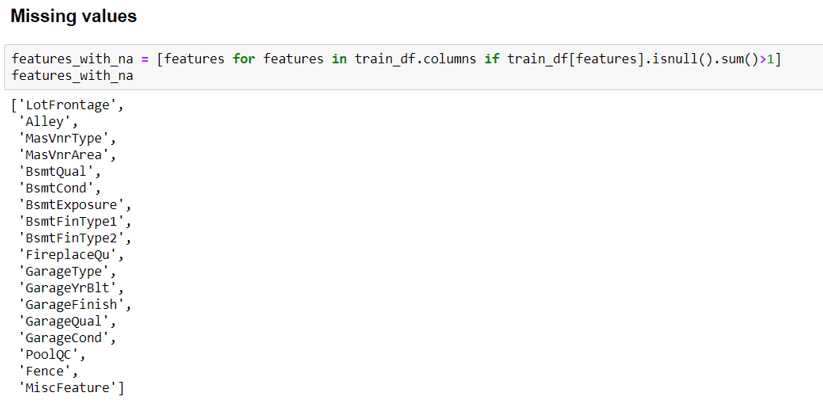 Missing values
features_with_na = [features for features in train_df.columns if train_df[features].isnull().sum()>1]
features_with_na
['LotFrontage',
 'Alley',
 'MasVnrType',
 'MasVnrArea',
 'BsmtQual',
 'BsmtCond',
 'BsmtExposure',
 'BsmtFinType1',
 'BsmtFinType2',
 'FireplaceQu',
 'GarageType',
 'GarageYrBlt',
 'GarageFinish',
 'GarageQual',
 'GarageCond',
 'PoolQC',
 'Fence',
 'MiscFeature']